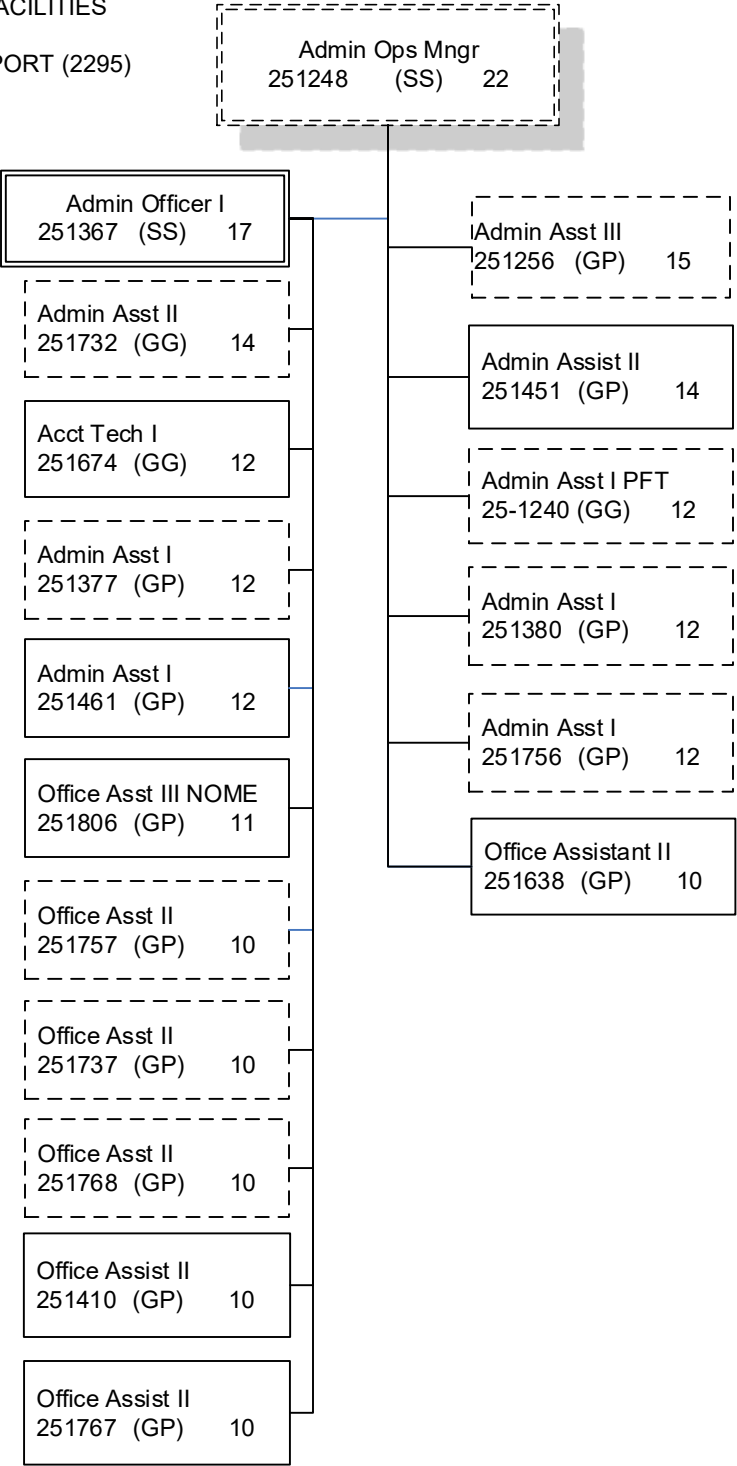 ACILITIES
PORT (2295)
Admin Ops Mngr
251248 (SS) 22
Admin Officer I
251367 (SS) 17
Admin Asst II
251732 (GG) 14
Acct Tech I
251674 (GG) 12
Admin Asst I
251377 (GP) 12
Admin Asst I
251461 (GP) 12
Office Asst III NOME
251806 (GP) 11
Office Asst II
251757 (GP) 10
Office Asst II
251737 (GP) 10
Office Asst II
251768 (GP) 10
Office Assist II
251410 (GP) 10
Office Assist II
251767 (GP) 10
Admin Asst III
251256 (GP) 15
Admin Assist II
251451 (GP) 14
Admin Asst I PFT
25-1240 (GG) 12
Admin Asst I
251380 (GP) 12
Admin Asst I
251756 (GP) 12
Office Assistant II
251638 (GP) 10